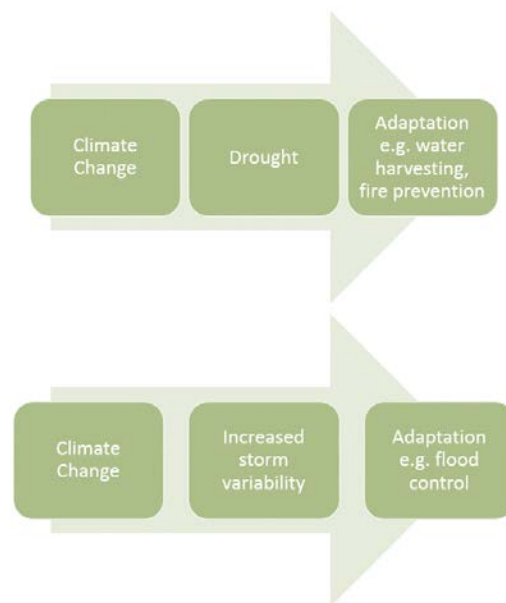 Climate
Change
Drought
Adaptation
e.g. water
harvesting,
fire prevention
Climate
Change
Increased
storm
variability
Adaptation
e.g. flood
control